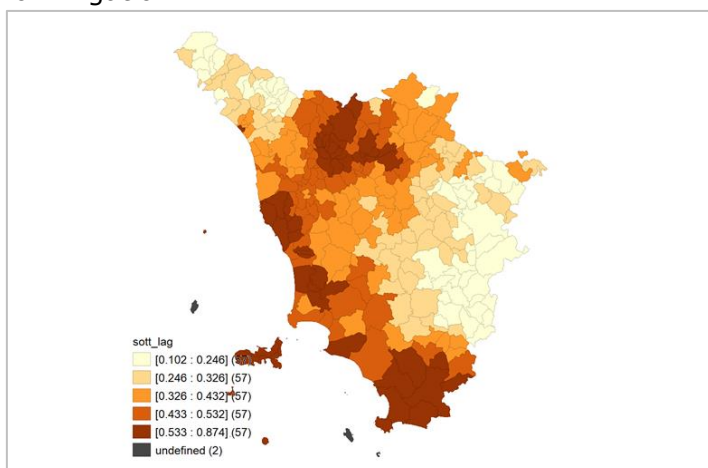 sott_lag
[0.102 : 0.246]
[0.246 : 0.326] (57)
[0.326 : 0.432] (57)
[0.433 : 0.532] (57)
[0.533 : 0.874] (57)
undefined (2)